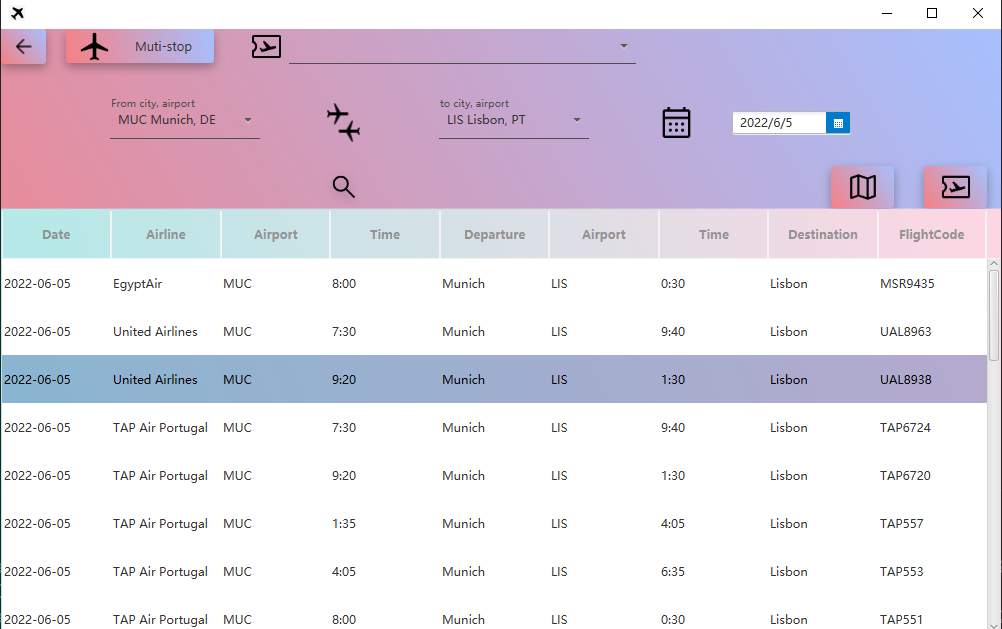 Muti-stop
From city, airport
to city, airport
MUC Munich, DE
LIS Lisbon, PT
2022/6/5
Date Airline Airport Time Departure Airport Time Destination FlightCode
2022-06-05 EgyptAir MUC 8:00 Munich LIS 0:30 Lisbon MSR9435
2022-06-05 United Airlines MUC 7:30 Munich LIS 9:40 Lisbon UAL8963
2022-06-05 United Airlines MUC 9:20 Munich LIS 1:30 Lisbon UAL8938
2022-06-05 TAP Air Portugal MUC 7:30 Munich LIS 9:40 Lisbon TAP6724
2022-06-05 TAP Air Portugal MUC 9:20 Munich LIS 1:30 Lisbon TAP6720
2022-06-05 TAP Air Portugal MUC 1:35 Munich LIS 4:05 Lisbon TAP557
2022-06-05 TAP Air Portugal MUC 4:05 Munich LIS 6:35 Lisbon TAP553
2022-06-05 TAP Air Portugal MUC 8:00 Munich LIS 0:30 Lisbon TAP551